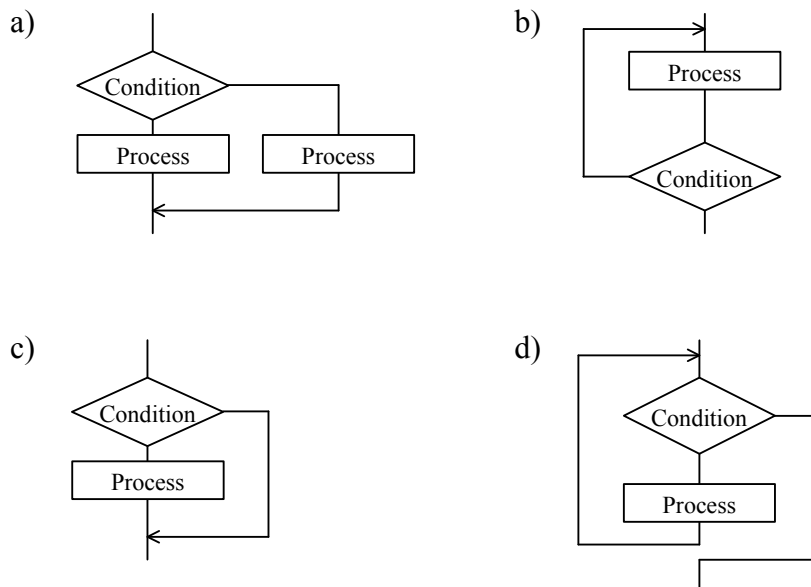 a)
Condition
Process
Process
b)
Process
Condition
c)
Condition
Process
d)
Condition
Process